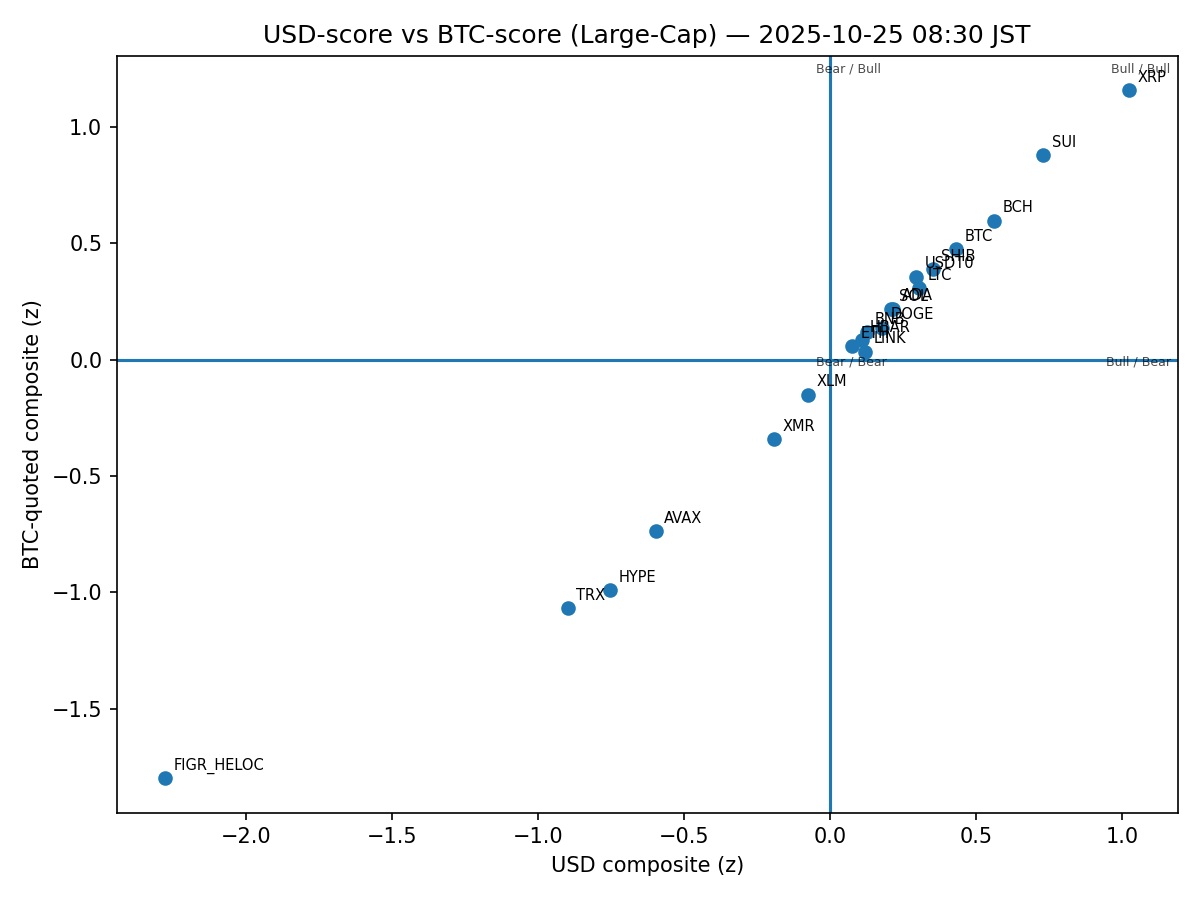 USD-score vs BTC-score (Large-Cap) — 2025-10-25 08:30 JST
Bear / Bull
Bull / Bull
XRP
SUI
BCH
BTC
SHIB
USDT0
LTC
ADA
SOL
DOGE
BNB
HBAR
ETH
LINK
Bear / Bear
Bull / Bear
XLM
XMR
AVAX
HYPE
TRX
FIGR_HELOC
1.0
0.5
0.0
−0.5
−1.0
−1.5
BTC-quoted composite (z)
−2.0
−1.5
−1.0
−0.5
0.0
0.5
1.0
USD composite (z)